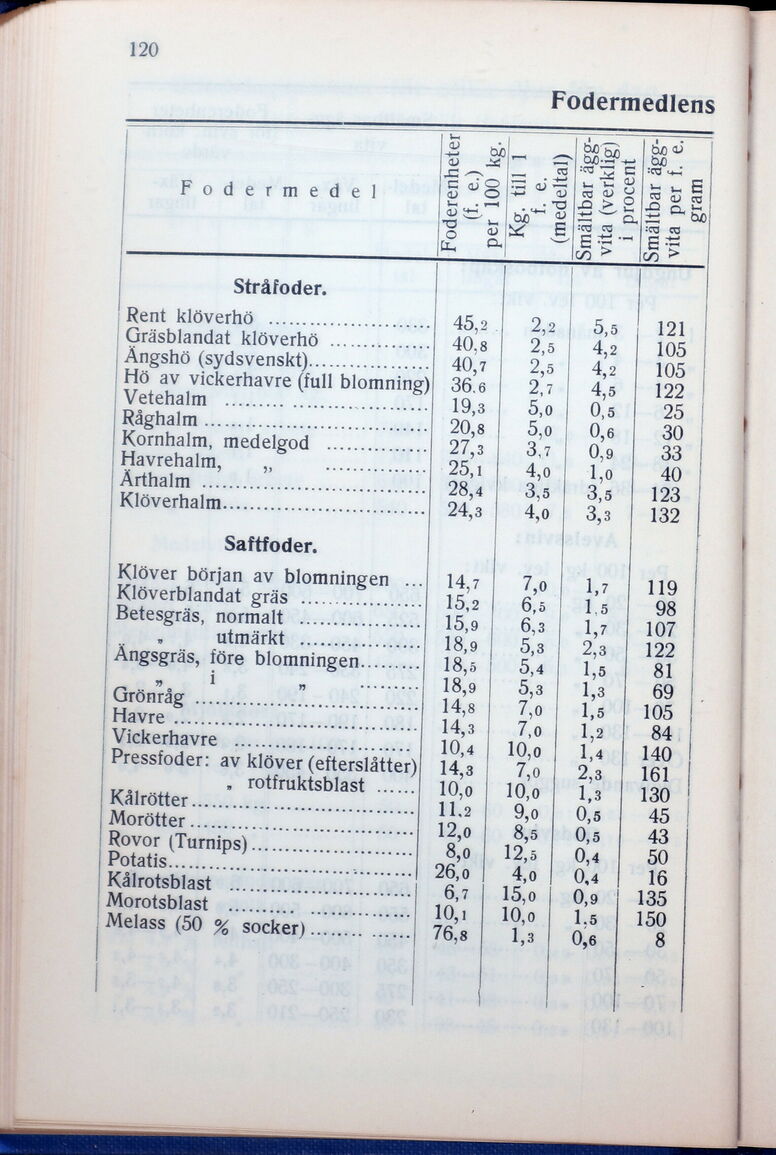 120
Fodermedlens
Fodermedel Foderenheter (f. e.) per 100 kg. Kg. till 1 f. e. (medeltal) Smältbar äggvita (verklig) i procent Smältbar äggvita per f. e. gram
Stråfoder.
Rent klöverhö 45,2 2,2 5,5 121
Gräsblandat klöverhö 40,8 2,5 4,2 105
Ängshö (sydsvenskt) 40,7 2,5 4,2 105
Hö av vickerhavre (full blomning) 36,6 2,7 4,5 122
Vetehalm 19,3 5,0 0,5 25
Råghalm 20,8 5,0 0,6 30
Kornhalm, medelgod 27,3 3,7 0,9 33
Havrehalm, „ 25,1 4,0 1,0 40
Ärthalm 28,4 3,5 3,5 123
Klöverhalm 24,3 4,0 3,3 132
Saftfoder.
Klöver början av blomningen 14,7 7,0 1,7 119
Klöverblandat gräs 15,2 6,5 1,5 98
Betesgräs, normalt 15,9 6,3 1,7 107
„ utmärkt 18,9 5,3 2,3 122
Ängsgräs, före blomningen 18,5 5,4 1,5 81
„ i „ 18,9 5,3 1,3 69
Grönråg 14,8 7,0 1,5 105
Havre 14,3 7,0 1,2 84
Vickerhavre 10,4 10,0 1,4 140
Pressfoder: av klöver (efterslåtter) 14,3 7,0 2,3 161
„ rotfruktsblast 10,0 10,0 1,3 130
Kålrötter 11,2 9,0 0,5 45
Morötter 12,0 8,5 0,5 43
Rovor (Turnips) 8,0 12,5 0,4 50
Potatis 26,0 4,0 0,4 16
Kålrotsblast 6,7 15,0 0,9 135
Morotsblast 10,1 10,0 1,5 150
Melass (50 % socker) 76,8 1,3 0,6 8